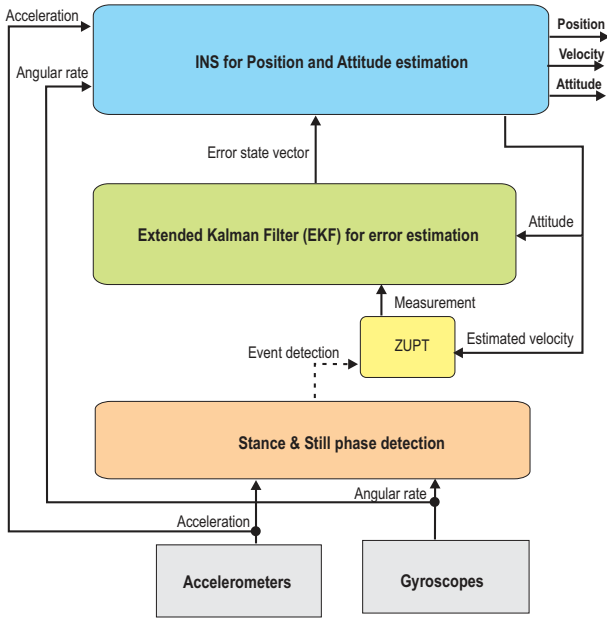 Acceleration
Position
INS for Position and Attitude estimation
Velocity
Angular rate
Attitude
Error state vector
Extended Kalman Filter (EKF) for error estimation
Attitude
Measurement
Event detection
ZUPT
Estimated velocity
Stance & Still phase detection
Angular rate
Acceleration
Accelerometers
Gyroscopes